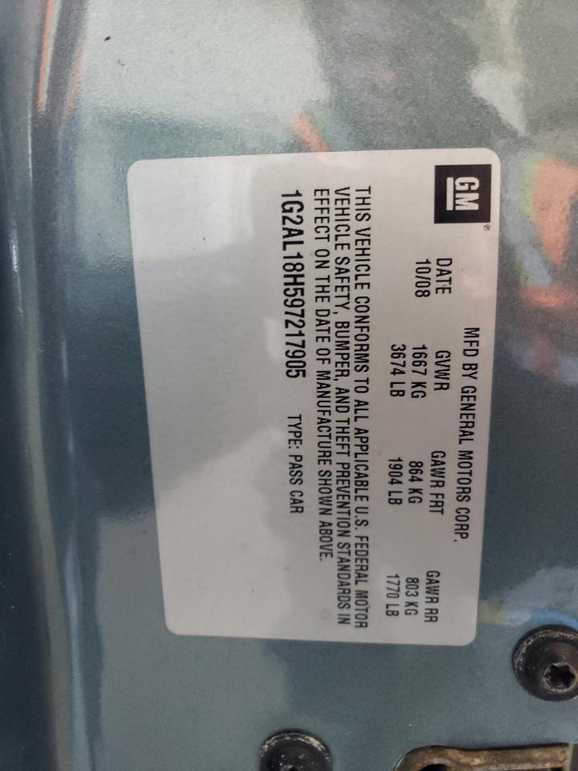 GM ®
MFD BY GENERAL MOTORS CORP.
DATE GVWR GAWR FRT GAWR RR
10/08 1667 KG 864 KG 803 KG
3674 LB 1904 LB 1770 LB
THIS VEHICLE CONFORMS TO ALL APPLICABLE U.S. FEDERAL MOTOR
VEHICLE SAFETY, BUMPER, AND THEFT PREVENTION STANDARDS IN
EFFECT ON THE DATE OF MANUFACTURE SHOWN ABOVE.
1G2AL18H597217905 TYPE: PASS CAR